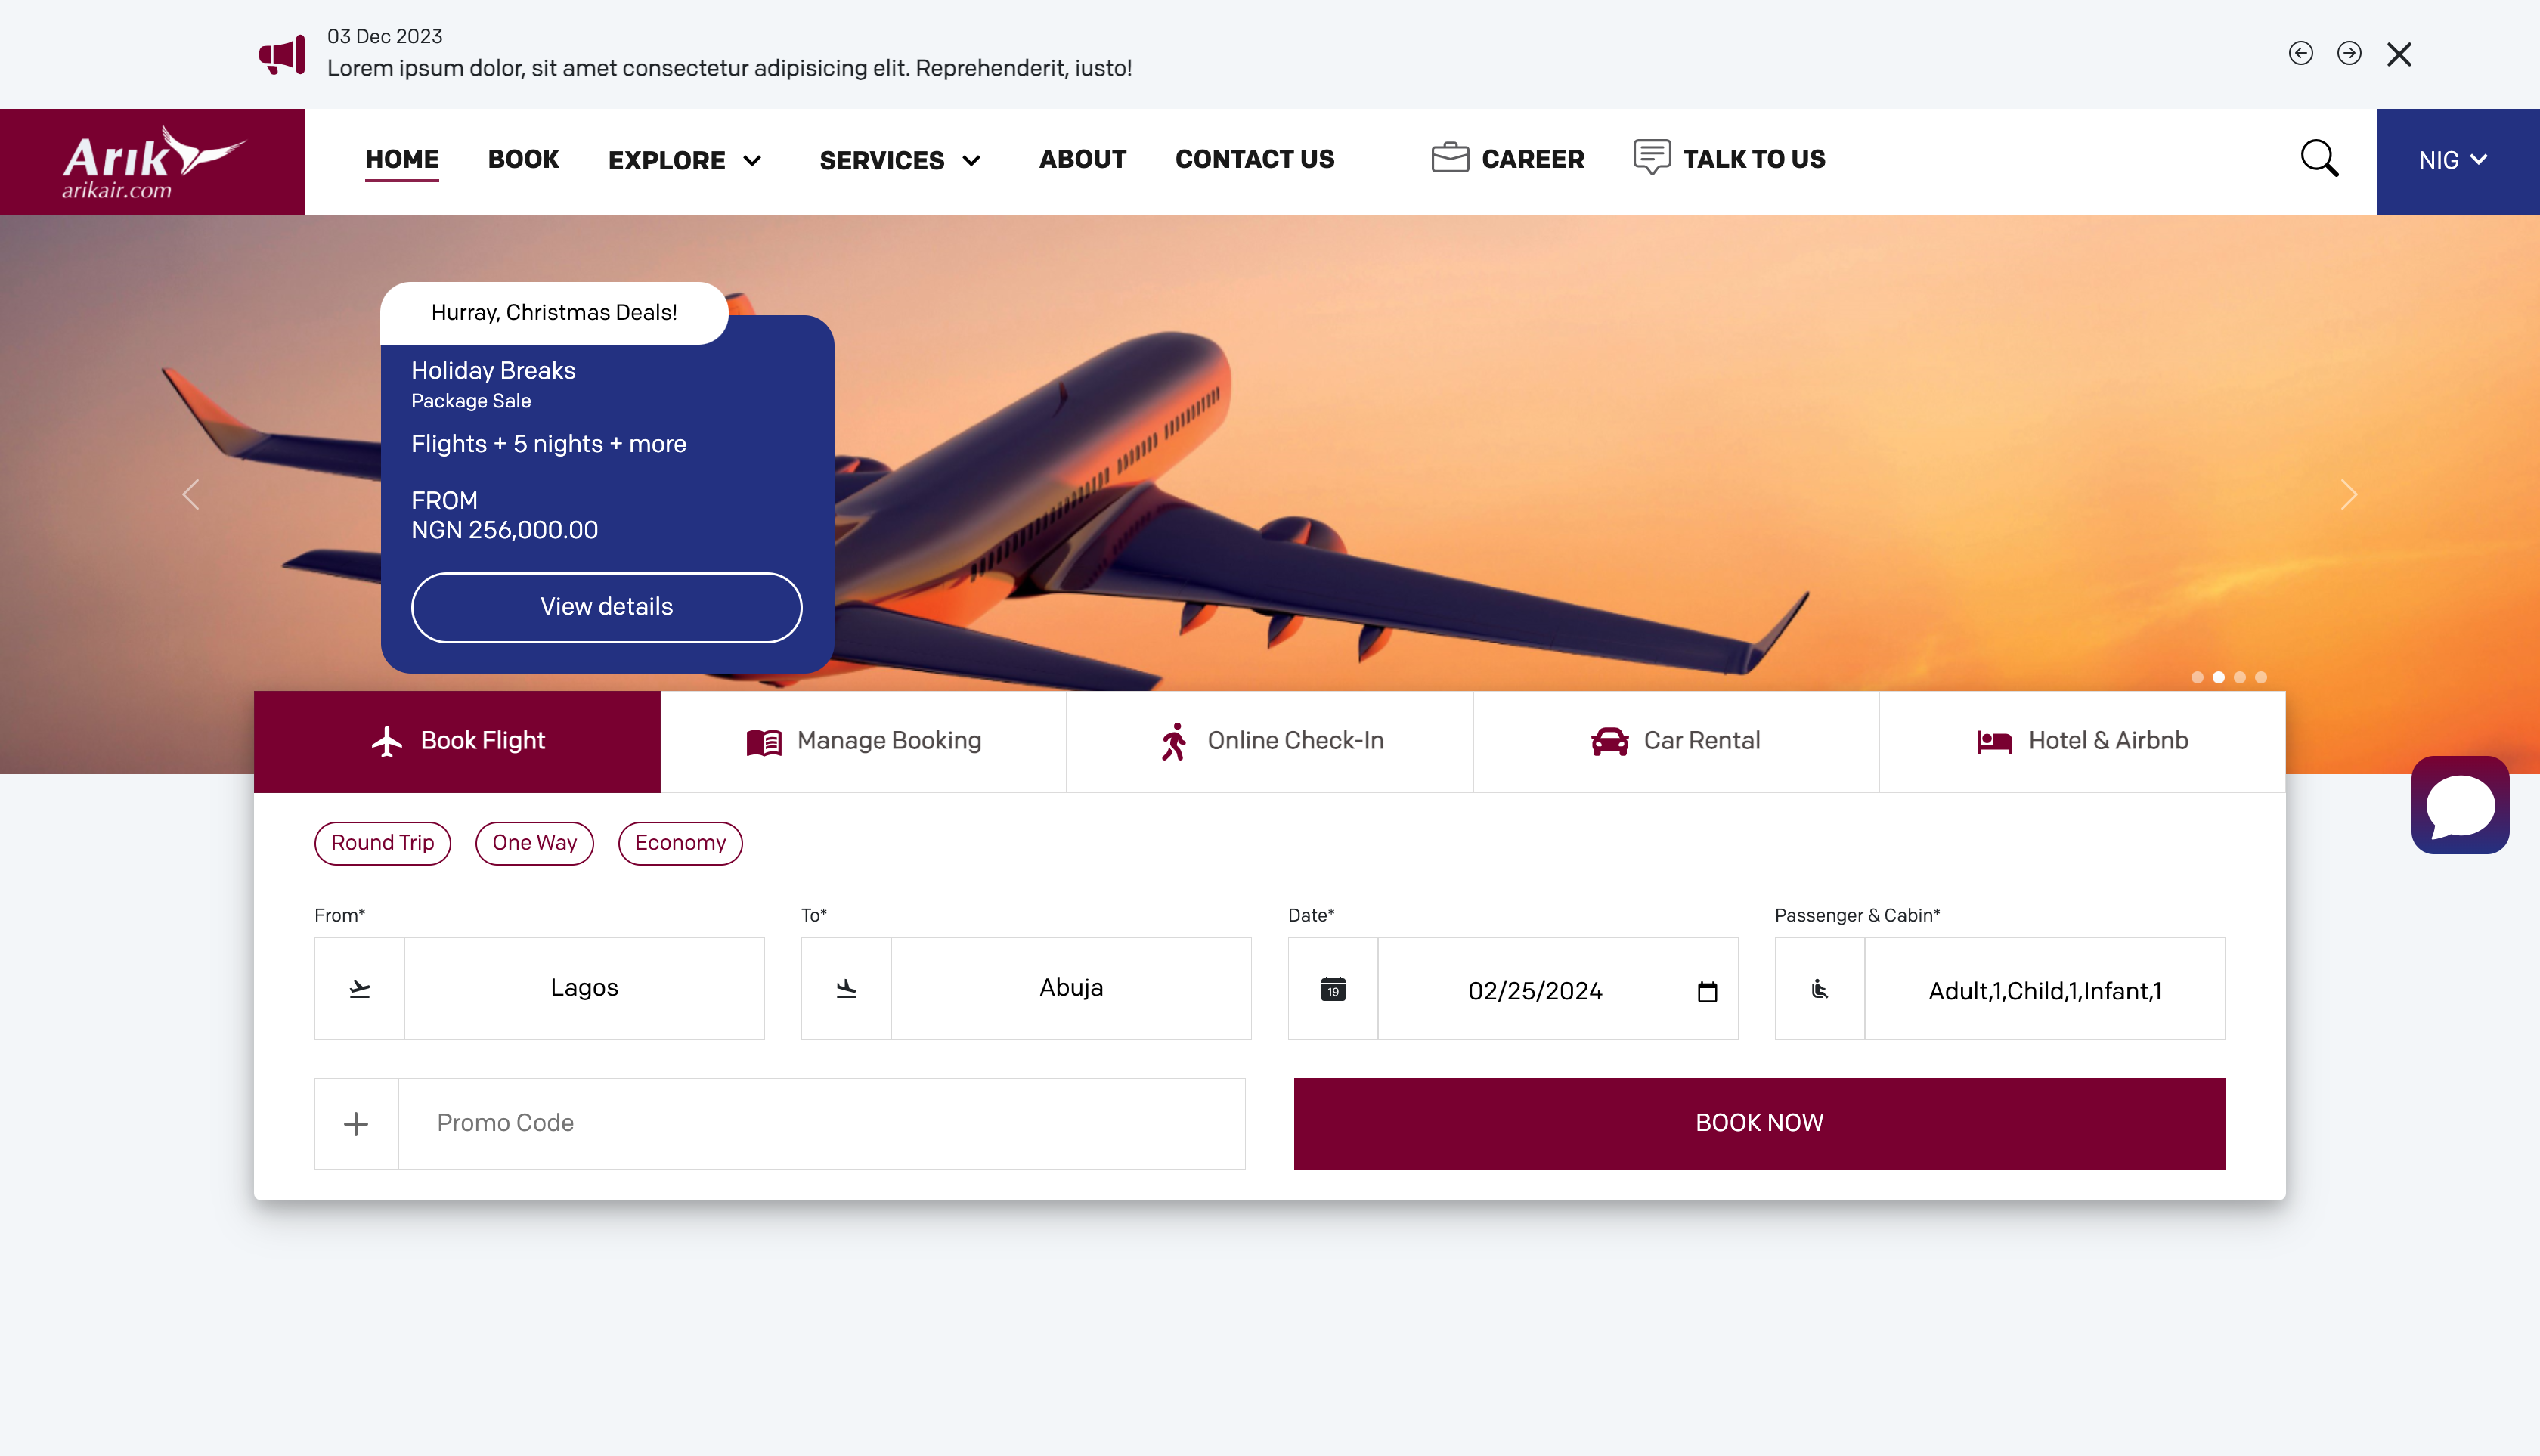 03 Dec 2023
Lorem ipsum dolor, sit amet consectetur adipisicing elit. Reprehenderit, iusto!
Arık
arikair.com
HOME
BOOK
EXPLORE
SERVICES
ABOUT
CONTACT US
CAREER
TALK TO US
NIG
Hurray, Christmas Deals!
Holiday Breaks
Package Sale
Flights + 5 nights + more
FROM
NGN 256,000.00
View details
Book Flight
Manage Booking
Online Check-In
Car Rental
Hotel & Airbnb
Round Trip
One Way
Economy
From*
To*
Date*
Passenger & Cabin*
Lagos
Abuja
19
02/25/2024
Adult,1,Child,1,Infant,1
Promo Code
BOOK NOW